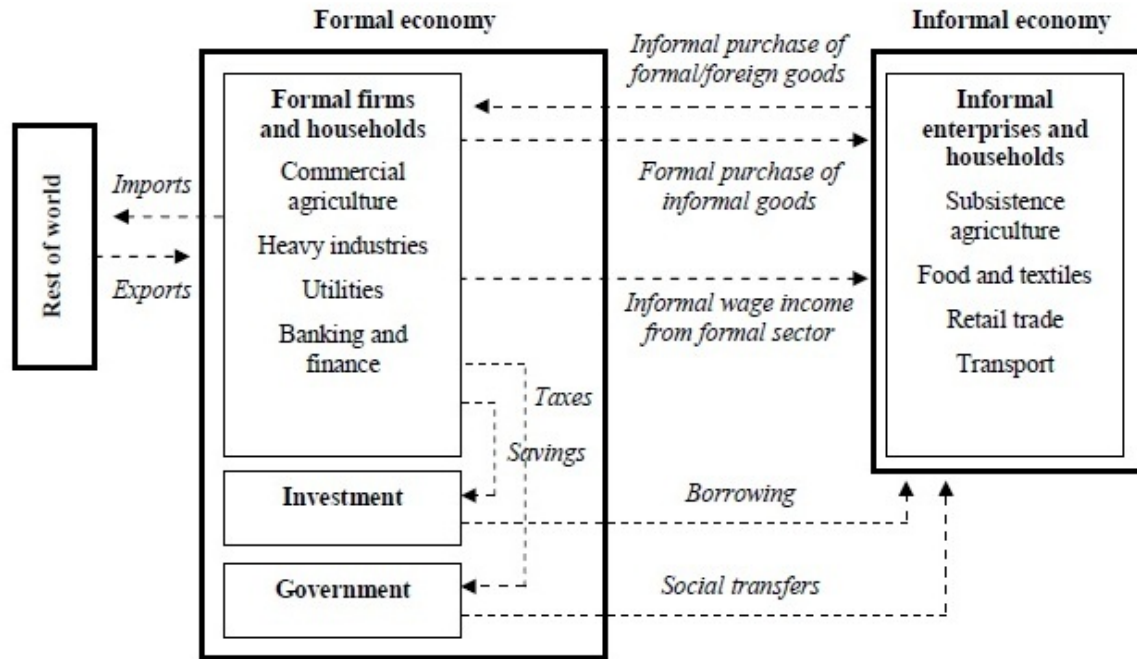 Formal economy
Informal economy
Rest of world
Imports
Exports
Formal firms
and households
Commercial
agriculture
Heavy industries
Utilities
Banking and
finance
Taxes
Savings
Investment
Government
Informal purchase of
formal/foreign goods
Formal purchase of
informal goods
Informal wage income
from formal sector
Borrowing
Social transfers
Informal
enterprises and
households
Subsistence
agriculture
Food and textiles
Retail trade
Transport